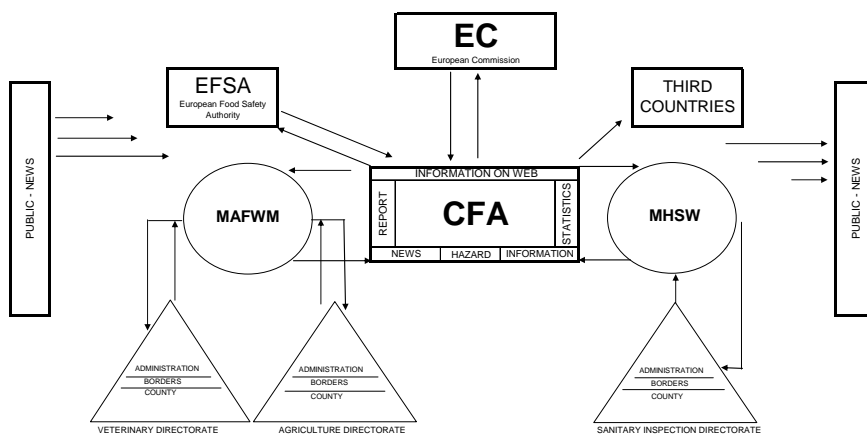 EC
European Commission
EFSA
European Food Safety
Authority
THIRD
COUNTRIES
PUBLIC - NEWS
PUBLIC - NEWS
INFORMATION ON WEB
MAFWM
REPORT
CFA
STATISTICS
MHSW
NEWS
HAZARD
INFORMATION
ADMINISTRATION
BORDERS
COUNTY
VETERINARY DIRECTORATE
ADMINISTRATION
BORDERS
COUNTY
AGRICULTURE DIRECTORATE
ADMINISTRATION
BORDERS
COUNTY
SANITARY INSPECTION DIRECTORATE